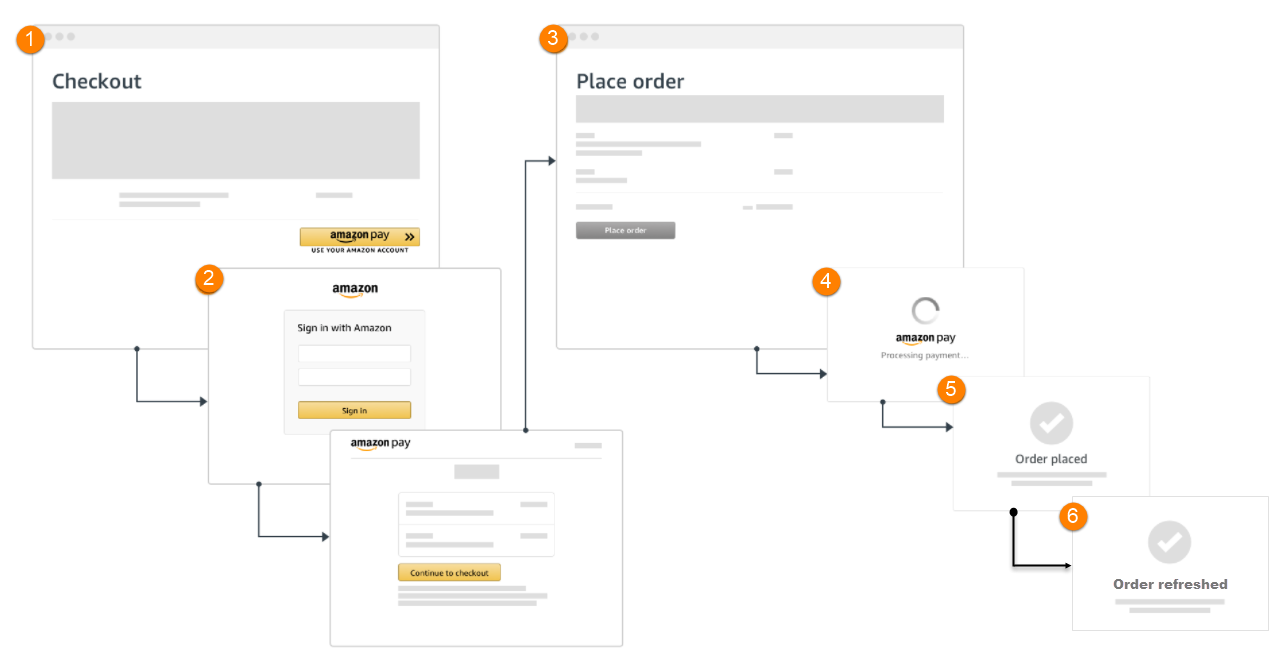 1
Checkout
amazon pay
USE YOUR AMAZON ACCOUNT
2
amazon
Sign in with Amazon
Sign in
amazon pay
Continue to checkout
3
Place order
Place order
4
amazon pay
Processing payment...
5
Order placed
6
Order refreshed